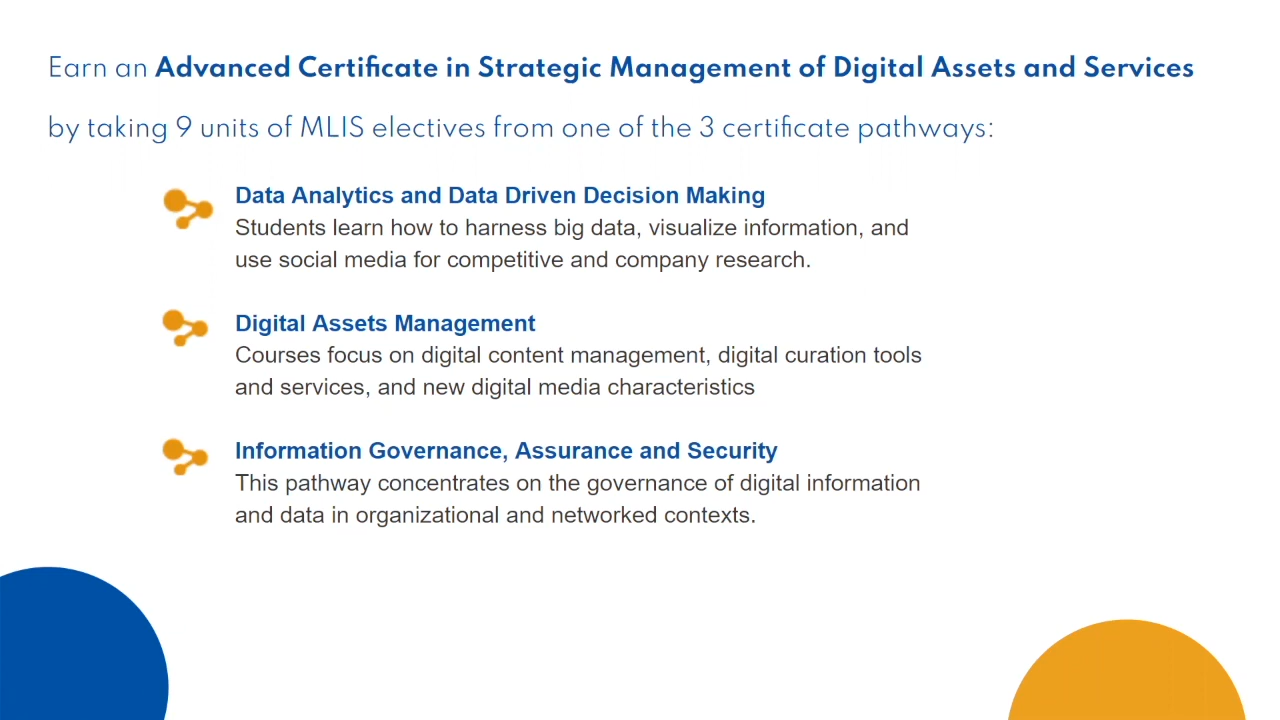 Earn an Advanced Certificate in Strategic Management of Digital Assets and Services
by taking 9 units of MLIS electives from one of the 3 certificate pathways:
Data Analytics and Data Driven Decision Making
Students learn how to harness big data, visualize information, and
use social media for competitive and company research.
Digital Assets Management
Courses focus on digital content management, digital curation tools
and services, and new digital media characteristics
Information Governance, Assurance and Security
This pathway concentrates on the governance of digital information
and data in organizational and networked contexts.